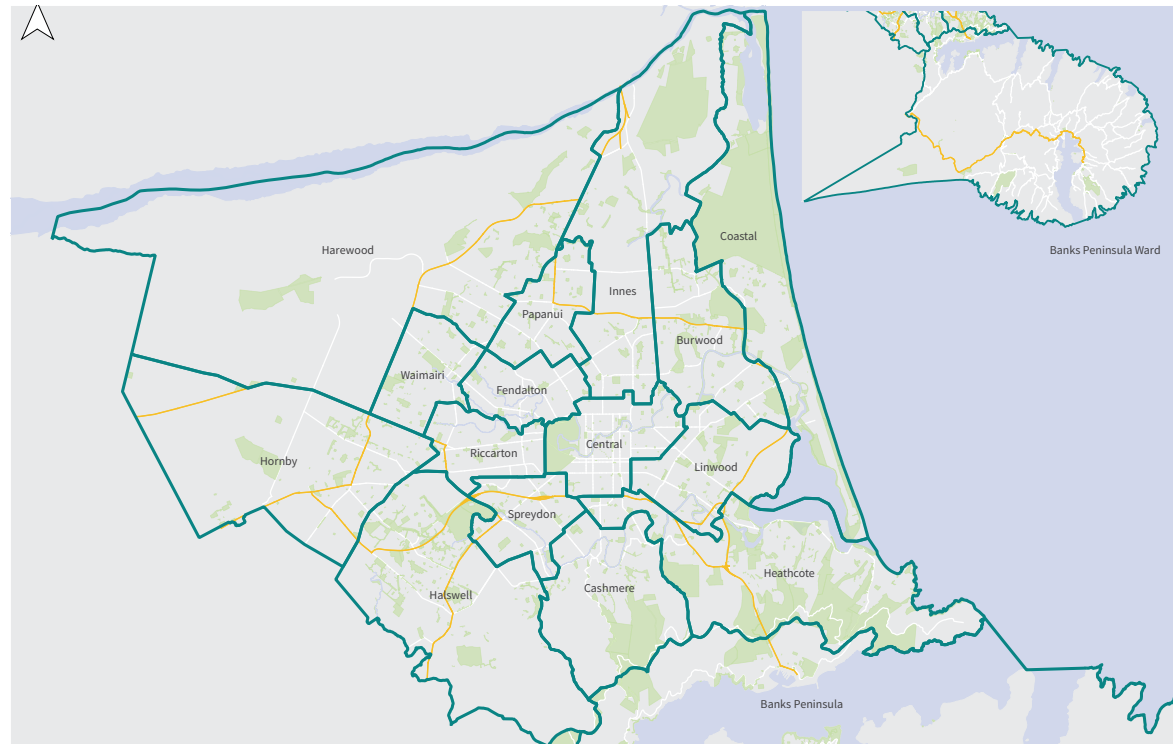 Coastal
Harewood
Banks Peninsula Ward
Innes
Papanui
Burwood
Waimairi
Fendalton
Central
Riccarton
Hornby
Linwood
Spreydon
Heathcote
Cashmere
Halswell
Banks Peninsula